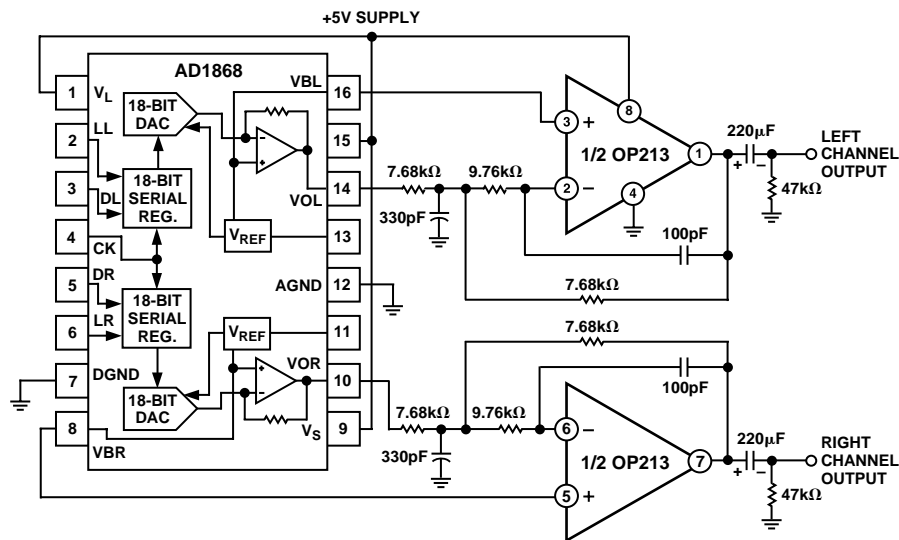 +5V SUPPLY
AD1868
1
VL
2
LL
3
DL
4
CK
5
DR
6
LR
7
DGND
8
VBR
18-BIT
DAC
18-BIT
SERIAL
REG.
18-BIT
SERIAL
REG.
18-BIT
DAC
VREF
VREF
VBL
16
15
VOL
14
13
AGND
12
11
VOR
10
VS
9
+
–
+
–
7.68kΩ
9.76kΩ
330pF
100pF
7.68kΩ
3
+
2
–
8
1/2 OP213
1
4
220µF
+
–
47kΩ
LEFT
CHANNEL
OUTPUT
7.68kΩ
100pF
7.68kΩ
9.76kΩ
330pF
6
–
5
+
1/2 OP213
7
220µF
+
–
47kΩ
RIGHT
CHANNEL
OUTPUT